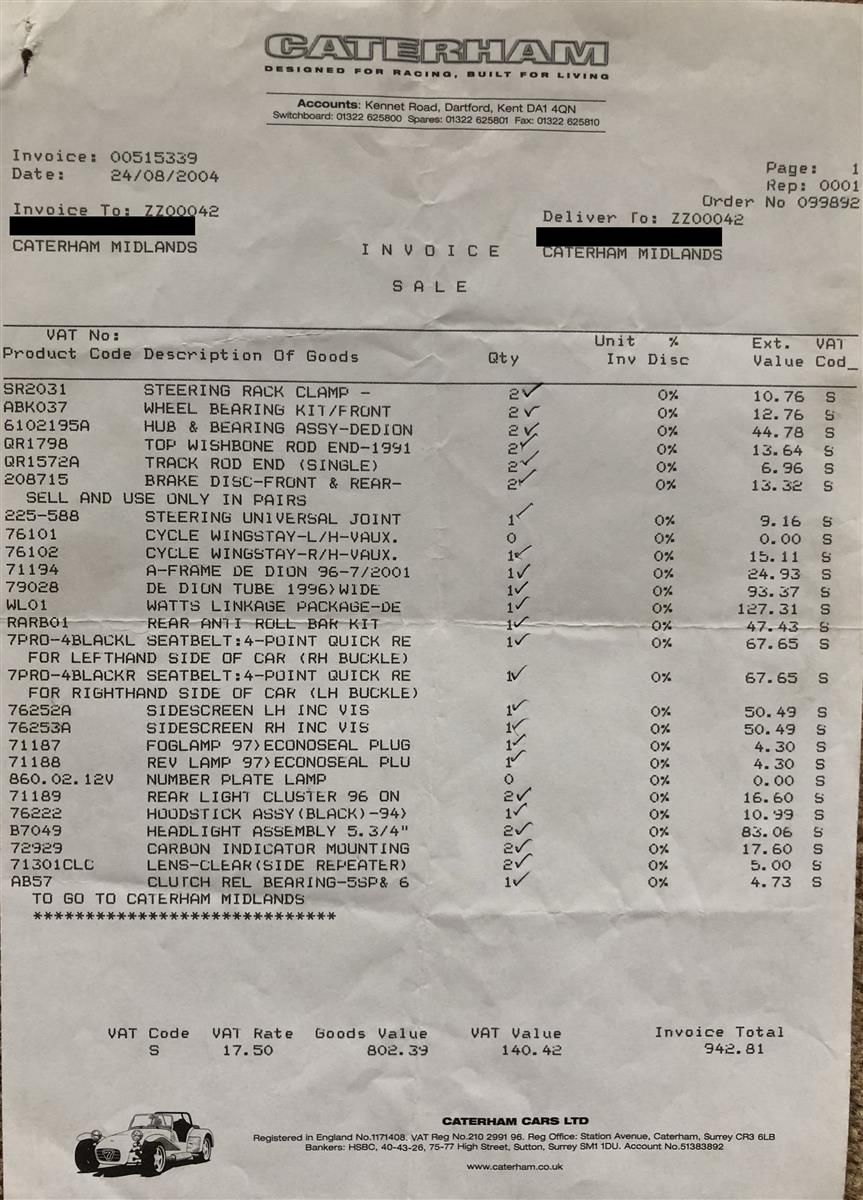 CATERHAM
DESIGNED FOR RACING, BUILT FOR LIVING
Accounts: Kennet Road, Dartford, Kent DA1 4QN
Switchboard: 01322 625800 Spares: 01322 625801 Fax: 01322 625810
Invoice: 00515339
Date: 24/08/2004
Page: 1
Rep: 0001
Order No 099892
Invoice To: ZZ00042
Deliver To: ZZ00042
CATERHAM MIDLANDS
INVOICE
CATERHAM MIDLANDS
SALE
VAT No: Unit % Ext. VAT
Product Code Description Of Goods Qty Inv Disc Value Cod_
SR2031 STEERING RACK CLAMP - 2✓ 0% 10.76 S
ABK037 WHEEL BEARING KIT/FRONT 2✓ 0% 12.76 S
6102195A HUB & BEARING ASSY-DEDION 2✓ 0% 44.78 S
QR1798 TOP WISHBONE ROD END-1991 2✓ 0% 13.64 S
QR1572A TRACK ROD END (SINGLE) 2✓ 0% 6.96 S
208715 BRAKE DISC-FRONT & REAR- 2✓ 0% 13.32 S
SELL AND USE ONLY IN PAIRS
225-588 STEERING UNIVERSAL JOINT 1✓ 0% 9.16 S
76101 CYCLE WINGSTAY-L/H-VAUX. 0 0% 0.00 S
76102 CYCLE WINGSTAY-R/H-VAUX. 1✓ 0% 15.11 S
71194 A-FRAME DE DION 96-7/2001 1✓ 0% 24.93 S
79028 DE DION TUBE 1996>WIDE 1✓ 0% 93.37 S
WL01 WATTS LINKAGE PACKAGE-DE 1✓ 0% 127.31 S
RARB01 REAR ANTI ROLL BAR KIT 1✓ 0% 47.43 S
7PRO-4BLACKL SEATBELT:4-POINT QUICK RE 1✓ 0% 67.65 S
FOR LEFTHAND SIDE OF CAR (RH BUCKLE)
7PRO-4BLACKR SEATBELT:4-POINT QUICK RE 1✓ 0% 67.65 S
FOR RIGHTHAND SIDE OF CAR (LH BUCKLE)
76252A SIDESCREEN LH INC VIS 1✓ 0% 50.49 S
76253A SIDESCREEN RH INC VIS 1✓ 0% 50.49 S
71187 FOGLAMP 97>ECONOSEAL PLUG 1✓ 0% 4.30 S
71188 REV LAMP 97>ECONOSEAL PLU 1✓ 0% 4.30 S
860.02.12V NUMBER PLATE LAMP 0 0% 0.00 S
71189 REAR LIGHT CLUSTER 96 ON 2✓ 0% 16.60 S
76222 HOODSTICK ASSY(BLACK)-94> 1✓ 0% 10.99 S
B7049 HEADLIGHT ASSEMBLY 5.3/4" 2✓ 0% 83.06 S
72929 CARBON INDICATOR MOUNTING 2✓ 0% 17.60 S
71301CLC LENS-CLEAR(SIDE REPEATER) 2✓ 0% 5.00 S
AB57 CLUTCH REL BEARING-5SP& 6 1✓ 0% 4.73 S
TO GO TO CATERHAM MIDLANDS
*****************************
VAT Code VAT Rate Goods Value VAT Value Invoice Total
S 17.50 802.39 140.42 942.81
CATERHAM CARS LTD
Registered in England No.1171408. VAT Reg No.210 2991 96. Reg Office: Station Avenue, Caterham, Surrey CR3 6LB
Bankers: HSBC, 40-43-26, 75-77 High Street, Sutton, Surrey SM1 1DU. Account No.51383892
www.caterham.co.uk